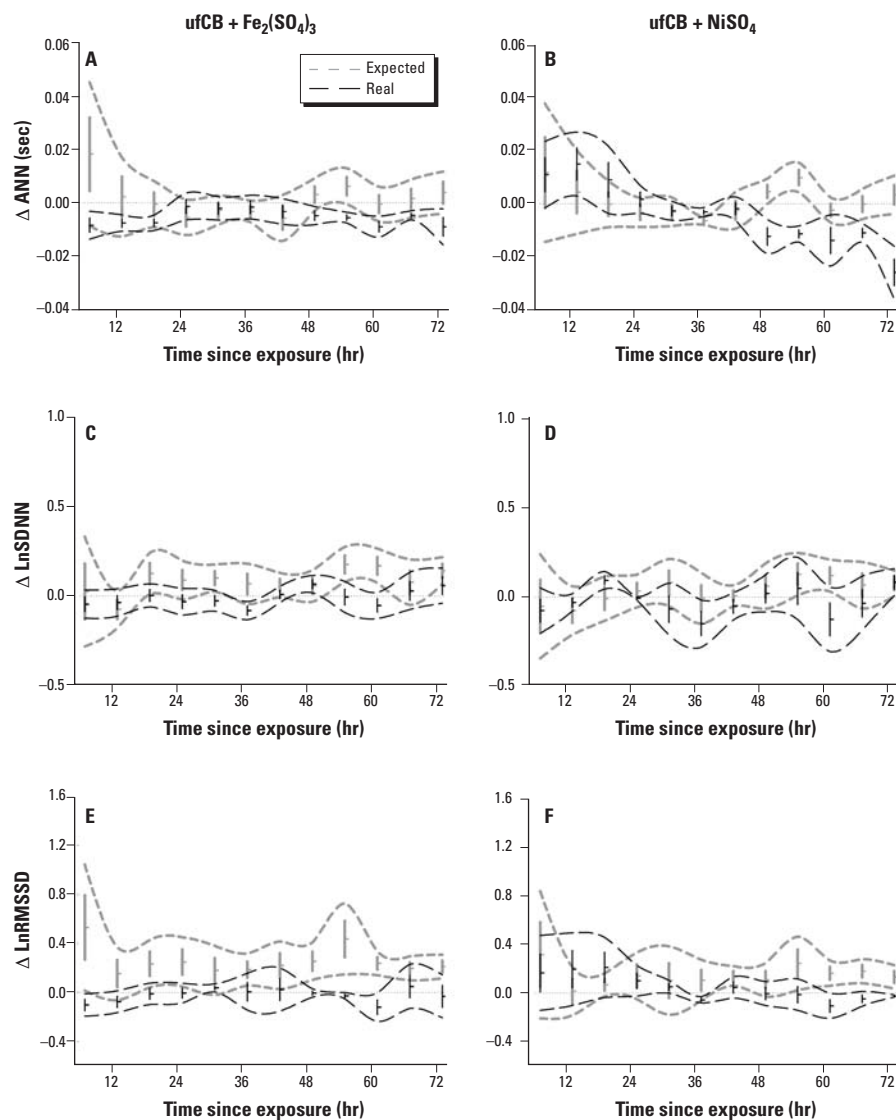 ufCB + Fe₂(SO₄)₃
ufCB + NiSO₄
A
Expected
Real
Δ ANN (sec)
0.06
0.04
0.02
0.00
–0.02
–0.04
12 24 36 48 60 72
Time since exposure (hr)
B
0.06
0.04
0.02
0.00
–0.02
–0.04
12 24 36 48 60 72
Time since exposure (hr)
C
Δ LnSDNN
1.0
0.5
0.0
–0.5
12 24 36 48 60 72
Time since exposure (hr)
D
1.0
0.5
0.0
–0.5
12 24 36 48 60 72
Time since exposure (hr)
E
Δ LnRMSSD
1.6
1.2
0.8
0.4
0.0
–0.4
12 24 36 48 60 72
Time since exposure (hr)
F
1.6
1.2
0.8
0.4
0.0
–0.4
12 24 36 48 60 72
Time since exposure (hr)